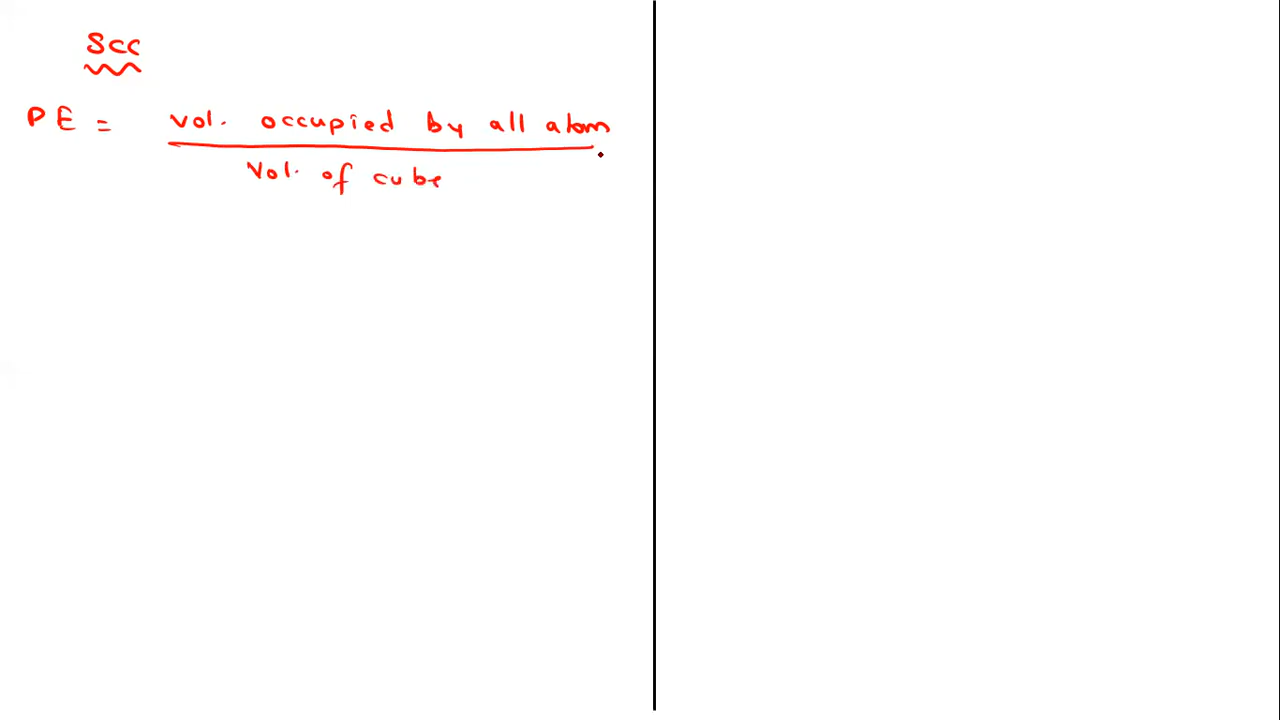 Scc
PE = vol. occupied by all atom
Vol. of cube